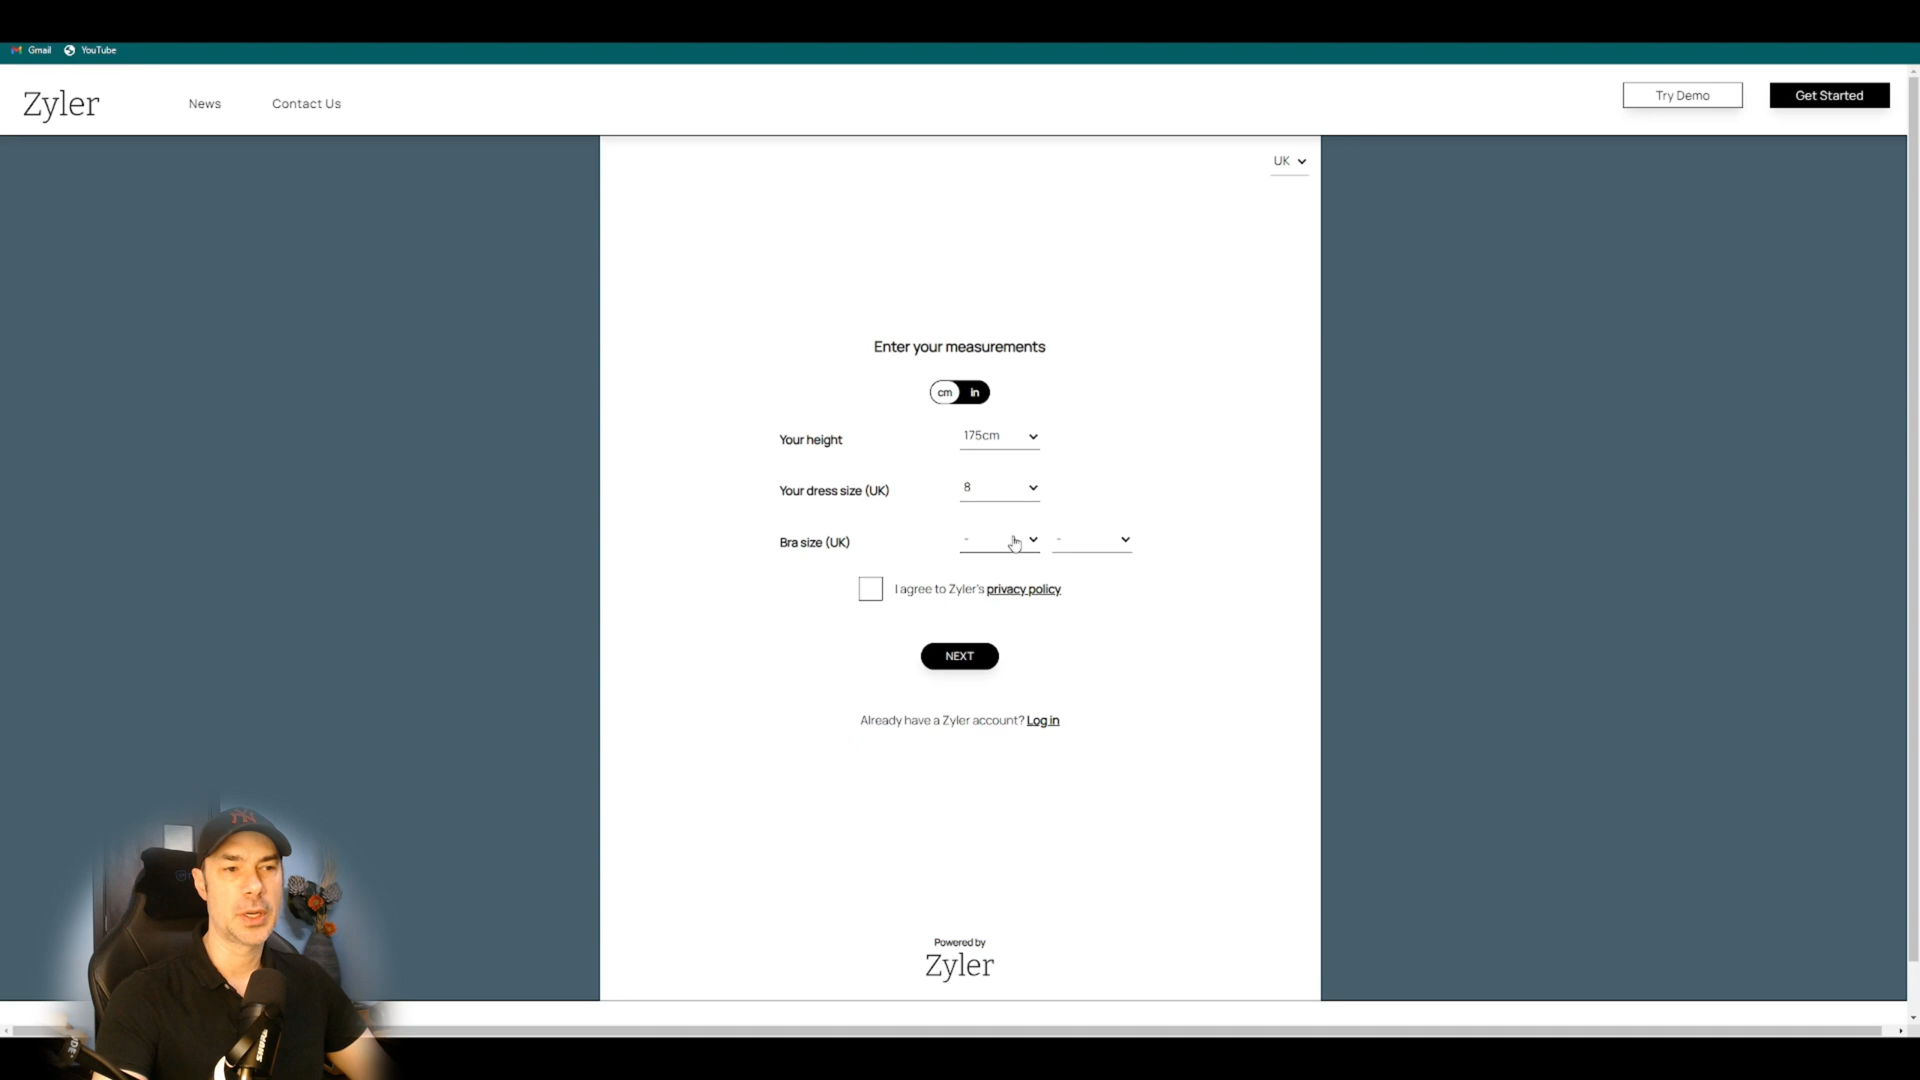 Gmail YouTube
Zyler News Contact Us Try Demo Get Started
UK
Enter your measurements
cm in
Your height 175cm
Your dress size (UK) 8
Bra size (UK) - -
I agree to Zyler's privacy policy
NEXT
Already have a Zyler account? Log in
Powered by
Zyler
SHURE